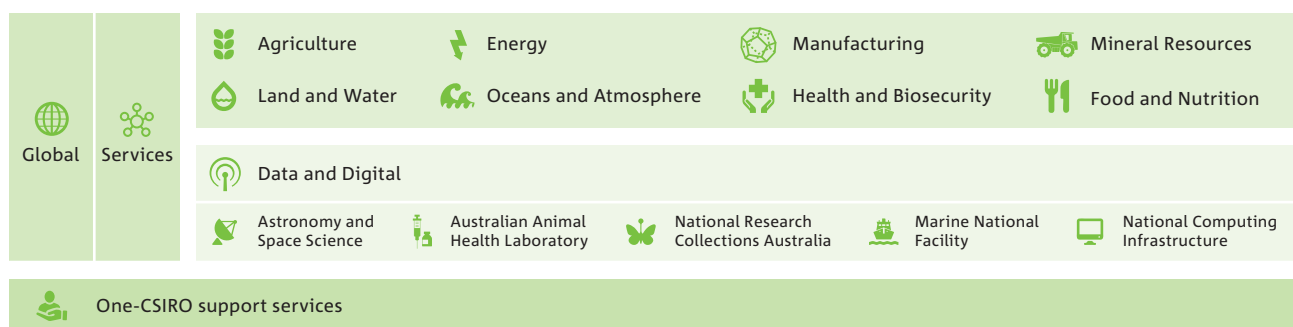 Global
Services
Agriculture
Energy
Manufacturing
Mineral Resources
Land and Water
Oceans and Atmosphere
Health and Biosecurity
Food and Nutrition
Data and Digital
Astronomy and
Space Science
Australian Animal
Health Laboratory
National Research
Collections Australia
Marine National
Facility
National Computing
Infrastructure
One-CSIRO support services